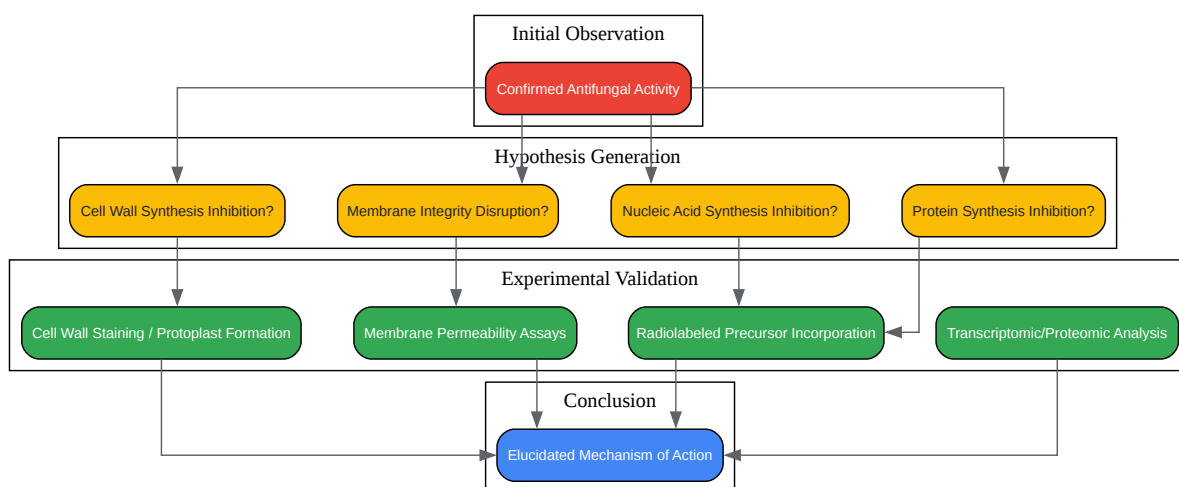 Initial Observation
Confirmed Antifungal Activity
Hypothesis Generation
Cell Wall Synthesis Inhibition?
Membrane Integrity Disruption?
Nucleic Acid Synthesis Inhibition?
Protein Synthesis Inhibition?
Experimental Validation
Cell Wall Staining / Protoplast Formation
Membrane Permeability Assays
Radiolabeled Precursor Incorporation
Transcriptomic/Proteomic Analysis
Conclusion
Elucidated Mechanism of Action